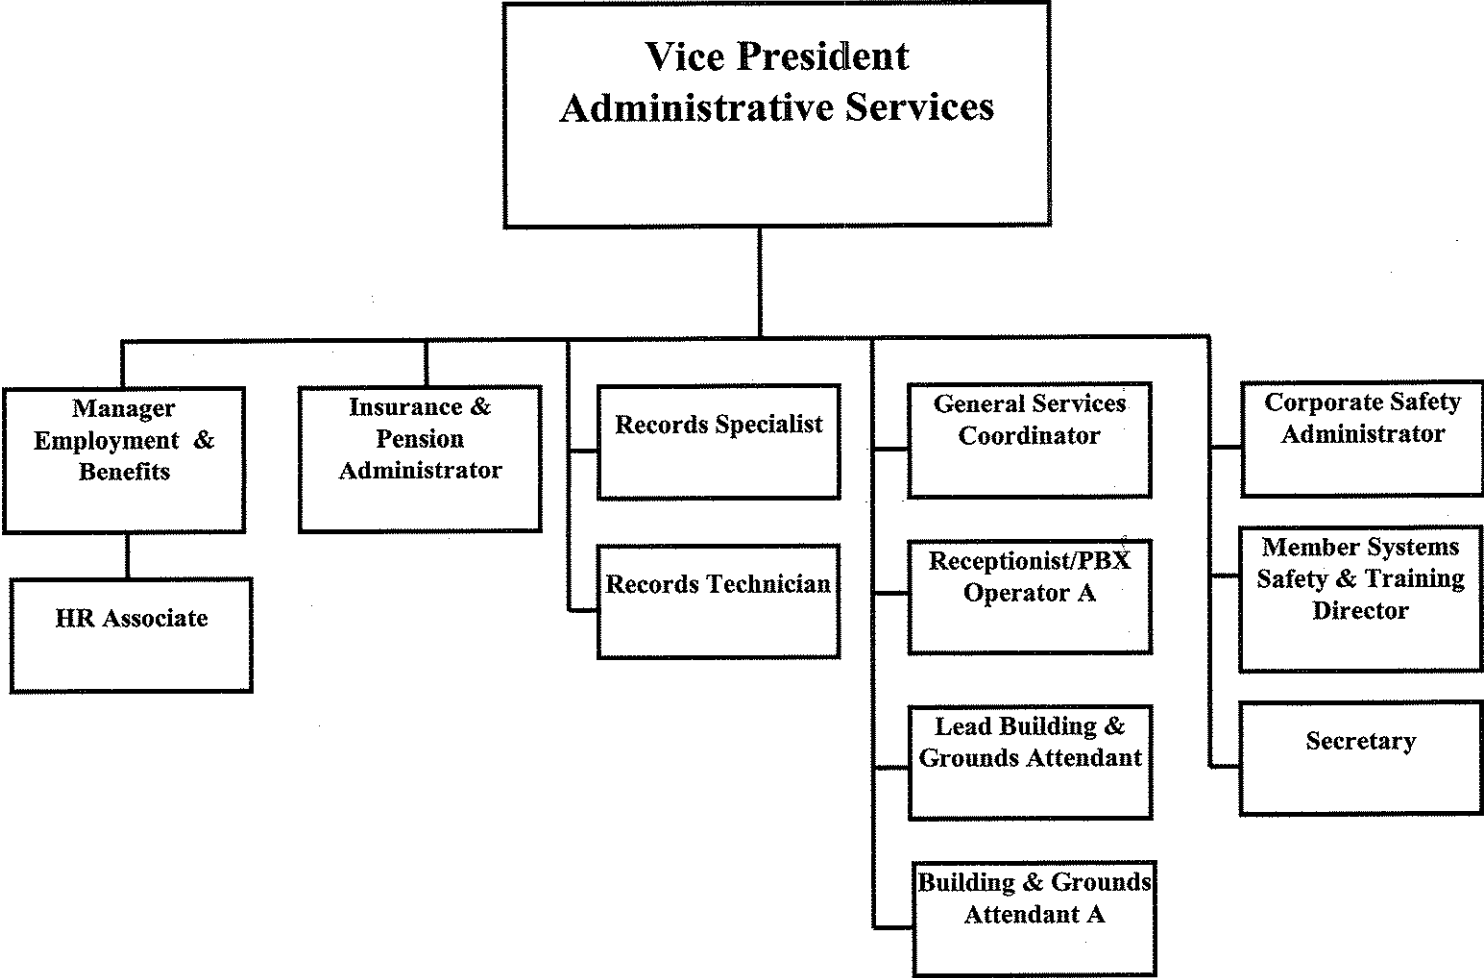 Vice President
Administrative Services
Manager
Employment & Benefits
Insurance &
Pension
Administrator
Records Specialist
General Services
Coordinator
Corporate Safety
Administrator
HR Associate
Records Technician
Receptionist/PBX
Operator A
Member Systems
Safety & Training
Director
Lead Building &
Grounds Attendant
Secretary
Building & Grounds
Attendant A